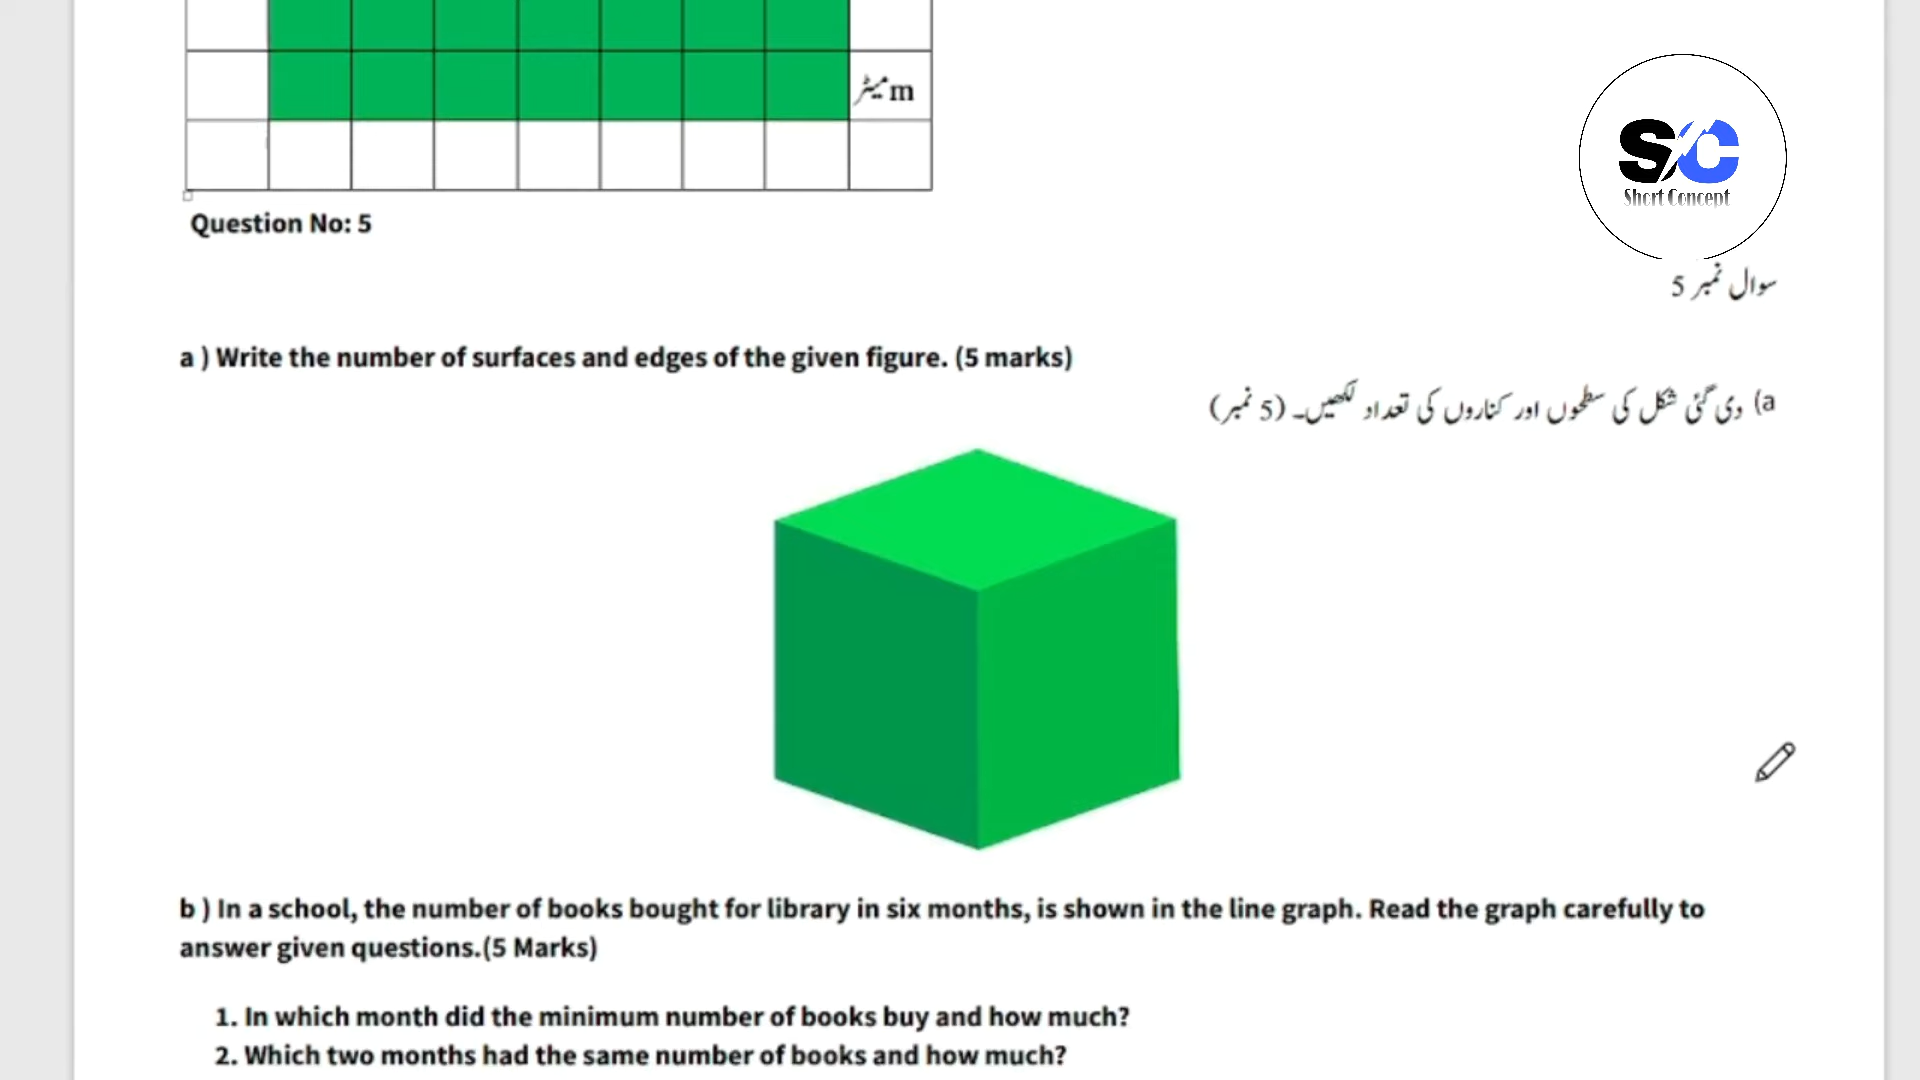 میٹر m
S/C
Short Concept
Question No: 5
سوال نمبر 5
a ) Write the number of surfaces and edges of the given figure. (5 marks)
a) دی گئی شکل کی سطحوں اور کناروں کی تعداد لکھیں۔ (5 نمبر)
b ) In a school, the number of books bought for library in six months, is shown in the line graph. Read the graph carefully to
answer given questions.(5 Marks)
1. In which month did the minimum number of books buy and how much?
2. Which two months had the same number of books and how much?